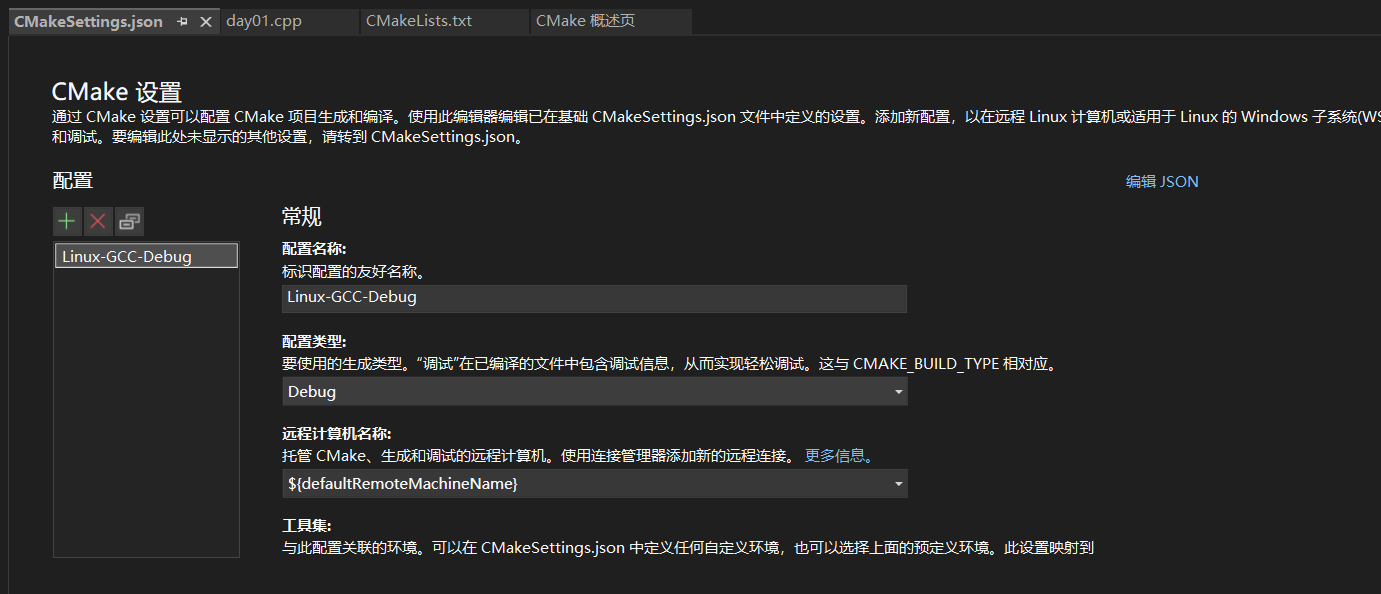 CMakeSettings.json day01.cpp CMakeLists.txt CMake 概述页
CMake 设置
通过 CMake 设置可以配置 CMake 项目生成和编译。使用此编辑器编辑已在基础 CMakeSettings.json 文件中定义的设置。添加新配置，以在远程 Linux 计算机或适用于 Linux 的 Windows 子系统(WS
和调试。要编辑此处未显示的其他设置，请转到 CMakeSettings.json。
配置
编辑 JSON
Linux-GCC-Debug
常规
配置名称:
标识配置的友好名称。
Linux-GCC-Debug
配置类型:
要使用的生成类型。“调试”在已编译的文件中包含调试信息，从而实现轻松调试。这与 CMAKE_BUILD_TYPE 相对应。
Debug
远程计算机名称:
托管 CMake、生成和调试的远程计算机。使用连接管理器添加新的远程连接。 更多信息。
${defaultRemoteMachineName}
工具集:
与此配置关联的环境。可以在 CMakeSettings.json 中定义任何自定义环境，也可以选择上面的预定义环境。此设置映射到